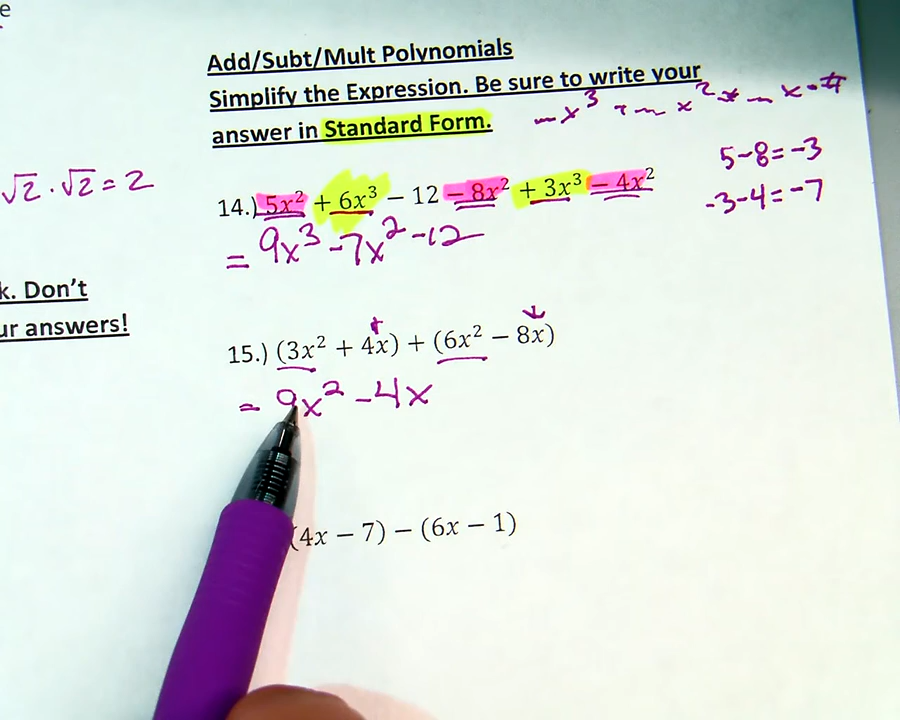 e
Add/Subt/Mult Polynomials
Simplify the Expression. Be sure to write your
answer in Standard Form.
— x³ + — x² + — x + #
√2 · √2 = 2
5-8=-3
-3-4=-7
14.) 5x² + 6x³ − 12 − 8x² + 3x³ − 4x²
= 9x³ -7x² -12
k. Don’t
ur answers!
15.) (3x² + 4x) + (6x² − 8x)
= 9x² -4x
(4x − 7) − (6x − 1)